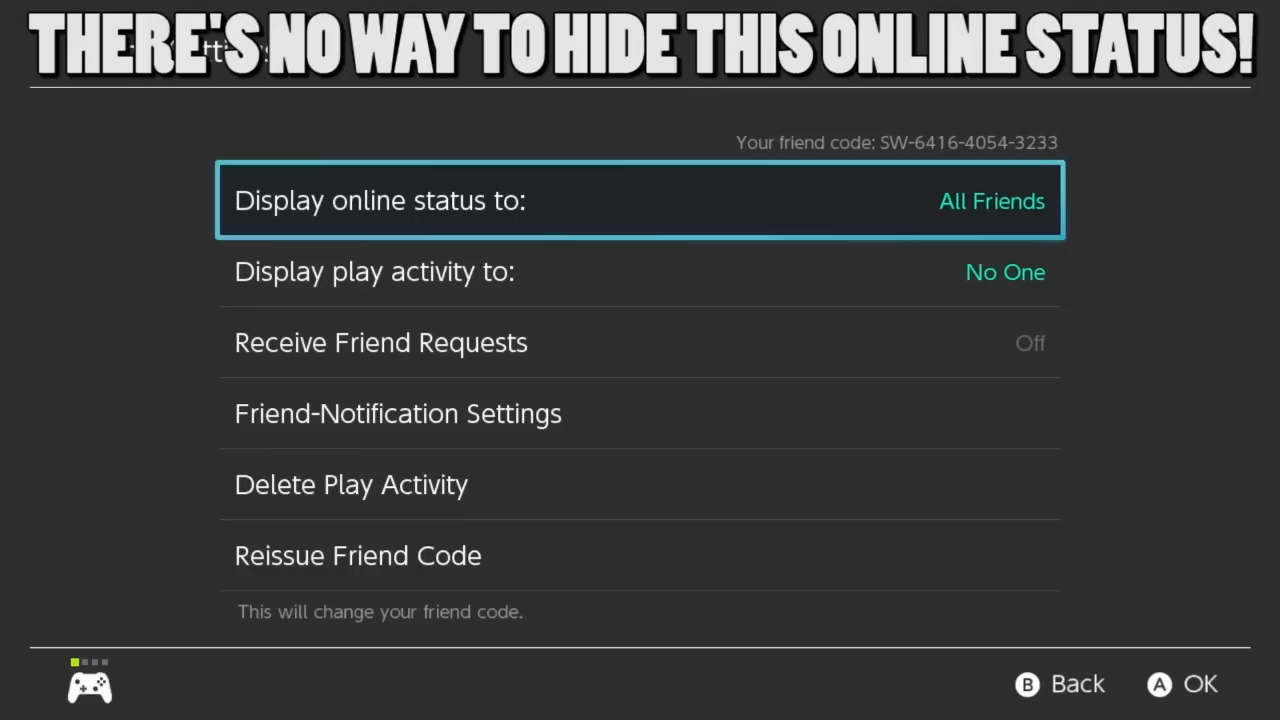 THERE'S NO WAY TO HIDE THIS ONLINE STATUS!
Your friend code: SW-6416-4054-3233
Display online status to: All Friends
Display play activity to: No One
Receive Friend Requests Off
Friend-Notification Settings
Delete Play Activity
Reissue Friend Code
This will change your friend code.
B Back A OK